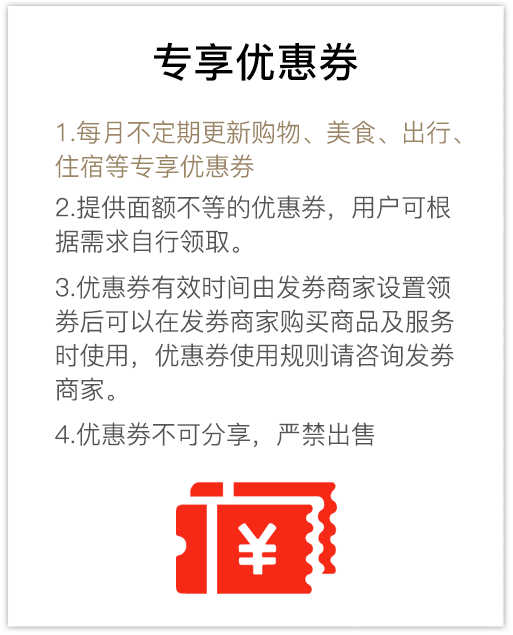 专享优惠券
1.每月不定期更新购物、美食、出行、
住宿等专享优惠券
2.提供面额不等的优惠券，用户可根
据需求自行领取。
3.优惠券有效时间由发券商家设置领
券后可以在发券商家购买商品及服务
时使用，优惠券使用规则请咨询发券
商家。
4.优惠券不可分享，严禁出售
¥